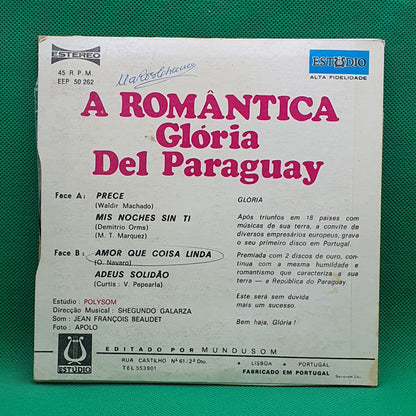 ESTEREO
45 R. P. M.
EEP 50 262
ESTÚDIO
ALTA FIDELIDADE
A ROMÂNTICA
Glória
Del Paraguay
Face A: PRECE
(Waldir Machado)
MIS NOCHES SIN TI
(Demitrio Orms)
(M. T. Marquez)
Face B: AMOR QUE COISA LINDA
(O. Navaro)
ADEUS SOLIDÃO
(Curtis: V. Pepearla)
Estúdio: POLYSOM
Direcção Musical: SHEGUNDO GALARZA
Som: JEAN FRANÇOIS BEAUDET
Foto: APOLO
GLÓRIA
Após triunfos em 18 países com
músicas de sua terra, a convite de
diversos empresários europeus, grava
o seu primeiro disco em Portugal.
Premiada com 2 discos de ouro, con-
tinua com a mesma humildade e
romantismo que caracteriza a sua
terra — a República do Paraguay.
Este será sem dúvida
mais um sucesso
Bem haja, Glória!
ESTÚDIO
EDITADO POR MUNDUSOM
RUA CASTILHO Nº 61/2º Dto. • LISBOA • PORTUGAL
TEL 553901 FABRICADO EM PORTUGAL